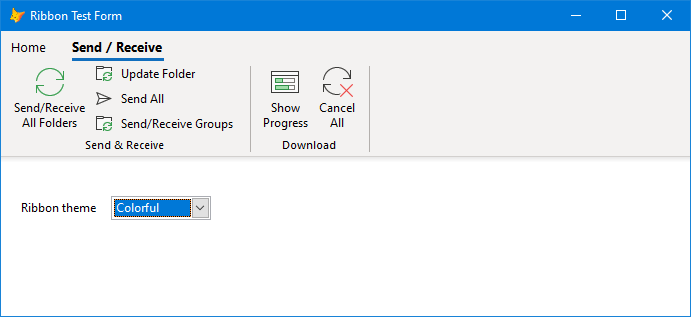 Ribbon Test Form
Home
Send / Receive
Send/Receive
All Folders
Update Folder
Send All
Send/Receive Groups
Send & Receive
Show
Progress
Cancel
All
Download
Ribbon theme
Colorful